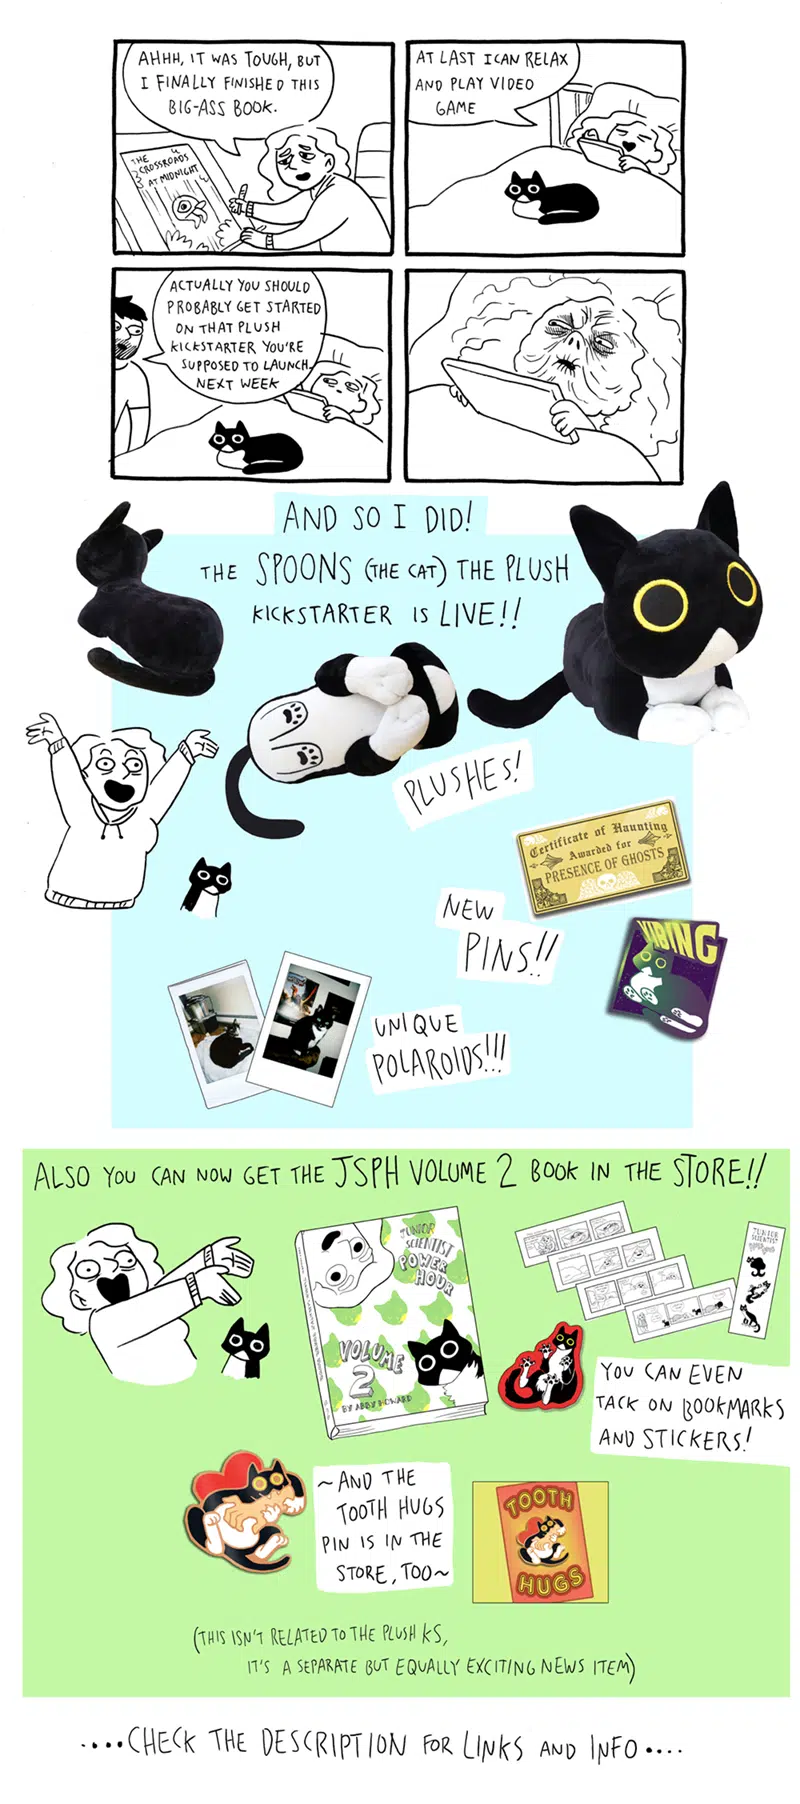 AHHH, IT WAS TOUGH, BUT
I FINALLY FINISHED THIS
BIG-ASS BOOK.
THE
CROSSROADS
AT MIDNIGHT
AT LAST I CAN RELAX
AND PLAY VIDEO
GAME
ACTUALLY YOU SHOULD
PROBABLY GET STARTED
ON THAT PLUSH
KICKSTARTER YOU'RE
SUPPOSED TO LAUNCH
NEXT WEEK
AND SO I DID!
THE SPOONS (THE CAT) THE PLUSH
KICKSTARTER IS LIVE!!
PLUSHES!
Certificate of Haunting
Awarded for
PRESENCE OF GHOSTS
NEW
PINS!!
VIBING
UNIQUE
POLAROIDS!!!
ALSO YOU CAN NOW GET THE JSPH VOLUME 2 BOOK IN THE STORE!!
JUNIOR
SCIENTIST
POWER
HOUR
VOLUME
2
BY ABBY HOWARD
JUNIOR
SCIENTIST
YOU CAN EVEN
TACK ON BOOKMARKS
AND STICKERS!
~AND THE
TOOTH HUGS
PIN IS IN THE
STORE, TOO~
TOOTH
HUGS
(THIS ISN'T RELATED TO THE PLUSH KS,
IT'S A SEPARATE BUT EQUALLY EXCITING NEWS ITEM)
....CHECK THE DESCRIPTION FOR LINKS AND INFO....